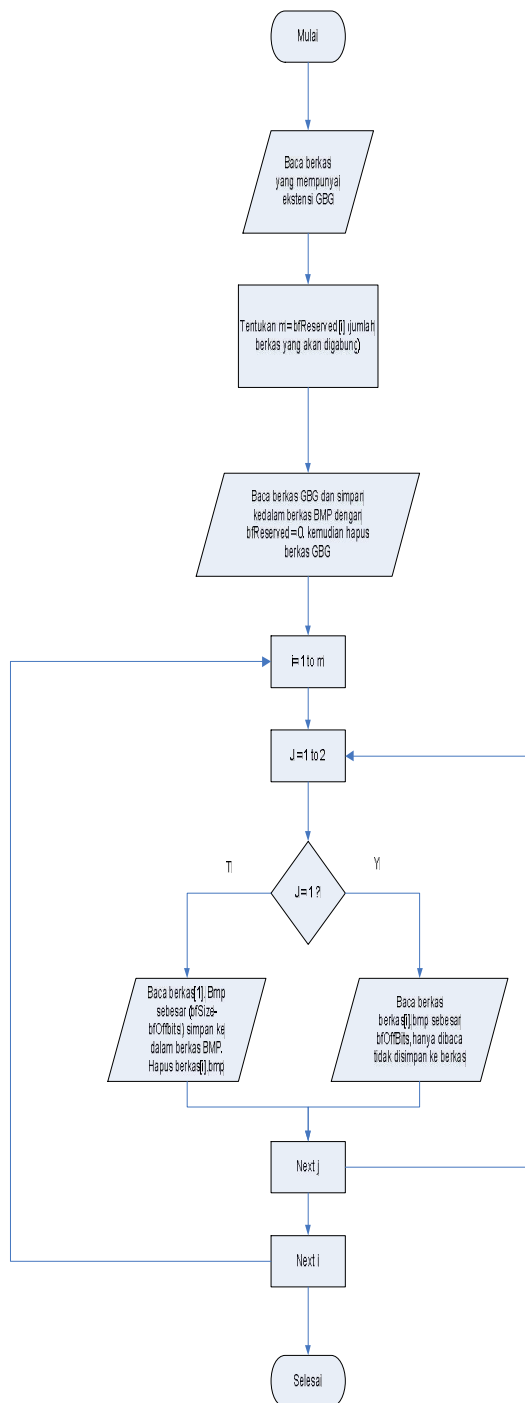 Mulai
Baca berkas
yang mempunyai
ekstensi GBG
Tentukan m=bfReserved[i] (jumlah
berkas yang akan digabung)
Baca berkas GBG dan simpan
kedalam berkas BMP dengan
bfReserved=0. kemudian hapus
berkas GBG
i=1 to m
J=1 to 2
J=1?
T
Y
Baca berkas[1].Bmp
sebesar (bfSize-
bfOffbits) simpan ke
dalam berkas BMP.
Hapus berkas[i].bmp
Baca berkas
berkas[i].bmp sebesar
bfOffBits, hanya dibaca
tidak disimpan ke berkas
Next j
Next i
Selesai